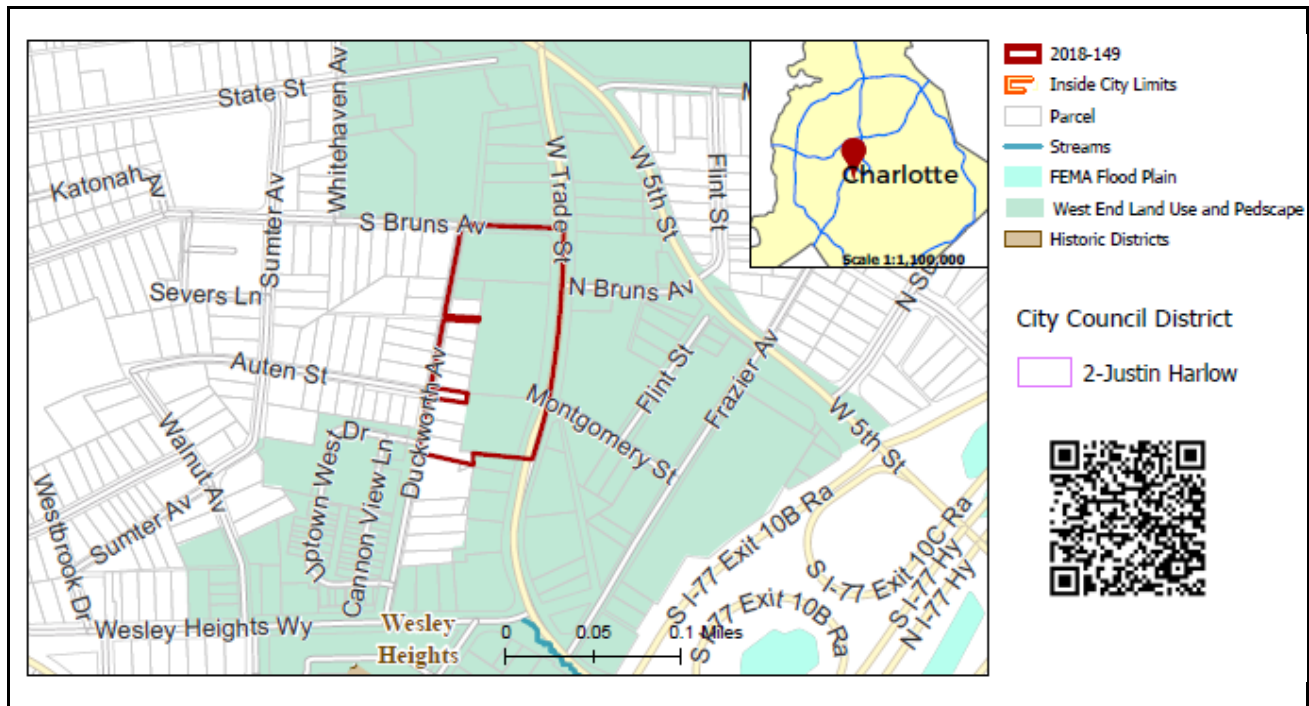 State St
Whitehaven Av
Katonah Av
Sumter Av
S Bruns Av
W Trade St
W 5th St
Flint St
N Bruns Av
Severs Ln
Auten St
Duckworth Av
Montgomery St
Flint St
Frazier Av
W 5th St
Walnut Av
Uptown West Dr
Cannon View Ln
Westbrook Dr
Sumter Av
Wesley Heights Wy
Wesley
Heights
0 0.05 0.1 Miles
S I-77 Exit 10B Ra
S I-77 Exit 10B Ra
S I-77 Exit 10C Ra
S I-77 Hy
N I-77 Hy
Charlotte
Scale 1:1,100,000
2018-149
Inside City Limits
Parcel
Streams
FEMA Flood Plain
West End Land Use and Pedscape
Historic Districts
City Council District
2-Justin Harlow